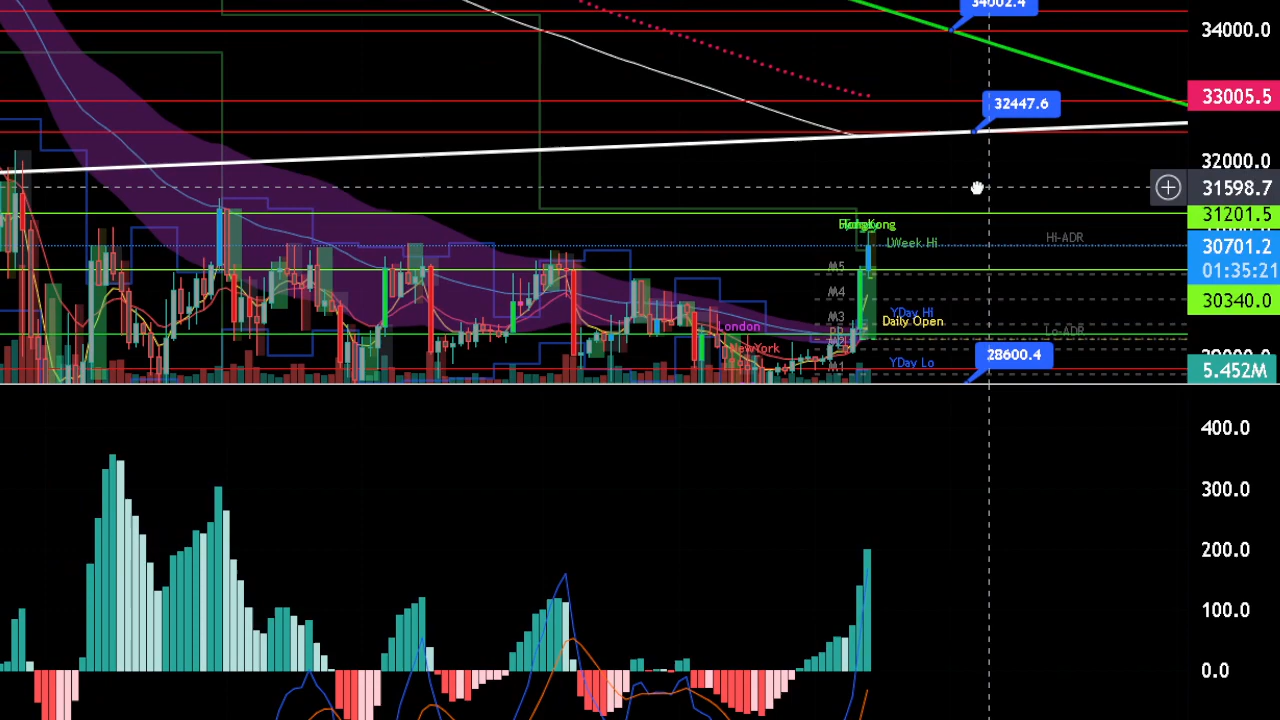 34002.4
34000.0
33005.5
32447.6
32000.0
31598.7
31201.5
LWeek Hi
Hi-ADR
30701.2
01:35:21
M5
M4
30340.0
M3
YDay Hi
Daily Open
London
Lo-ADR
M2
NewYork
28600.4
YDay Lo
M1
5.452M
400.0
300.0
200.0
100.0
0.0